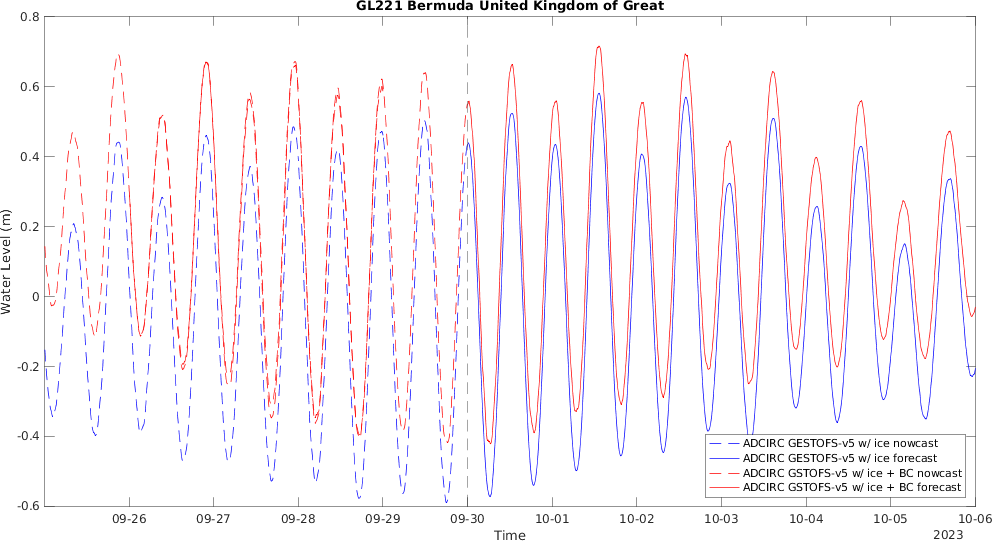 GL221 Bermuda United Kingdom of Great
0.8
0.6
0.4
0.2
0
-0.2
-0.4
-0.6
Water Level (m)
09-26 09-27 09-28 09-29 09-30 10-01 10-02 10-03 10-04 10-05 10-06
Time
2023
ADCIRC GESTOFS-v5 w/ ice nowcast
ADCIRC GESTOFS-v5 w/ ice forecast
ADCIRC GSTOFS-v5 w/ ice + BC nowcast
ADCIRC GSTOFS-v5 w/ ice + BC forecast